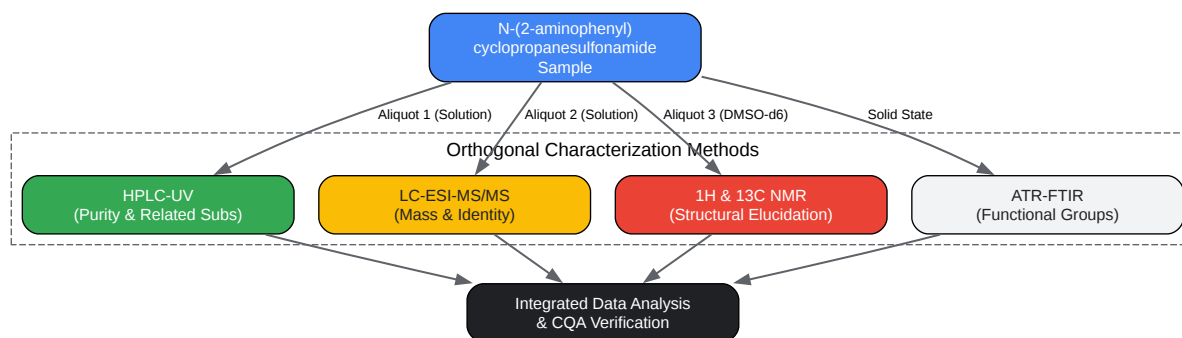 N-(2-aminophenyl)
cyclopropanesulfonamide
Sample
Aliquot 1 (Solution)
Aliquot 2 (Solution)
Aliquot 3 (DMSO-d6)
Solid State
Orthogonal Characterization Methods
HPLC-UV
(Purity & Related Subs)
LC-ESI-MS/MS
(Mass & Identity)
1H & 13C NMR
(Structural Elucidation)
ATR-FTIR
(Functional Groups)
Integrated Data Analysis
& CQA Verification